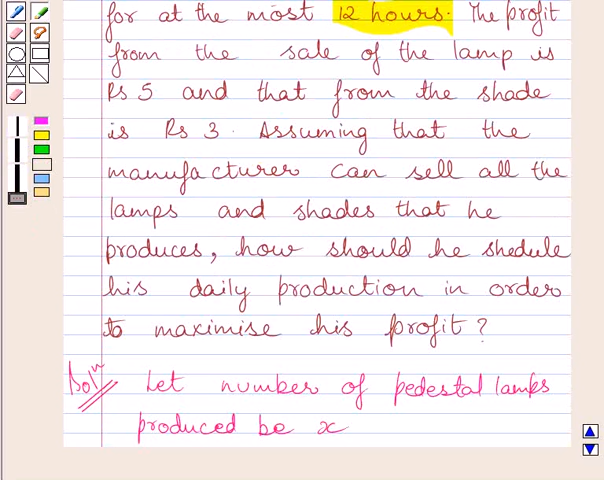 for at the most 12 hours. The profit
from the sale of the lamp is
Rs 5 and that from the shade
is Rs 3. Assuming that the
manufacturer can sell all the
lamps and shades that he
produces, how should he shedule
his daily production in order
to maximise his profit?
Solⁿ Let number of pedestal lamps
produced be x